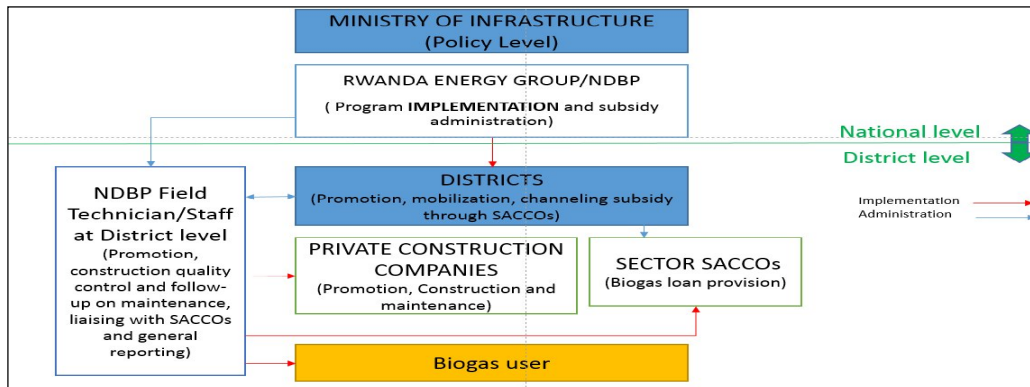 MINISTRY OF INFRASTRUCTURE
(Policy Level)
RWANDA ENERGY GROUP/NDBP
( Program IMPLEMENTATION and subsidy
administration)
National level
District level
NDBP Field
Technician/Staff
at District level
(Promotion,
construction quality
control and follow-
up on maintenance,
liaising with SACCOs
and general
reporting)
DISTRICTS
(Promotion, mobilization, channeling subsidy
through SACCOs)
Implementation
Administration
PRIVATE CONSTRUCTION
COMPANIES
(Promotion, Construction and
maintenance)
SECTOR SACCOs
(Biogas loan provision)
Biogas user